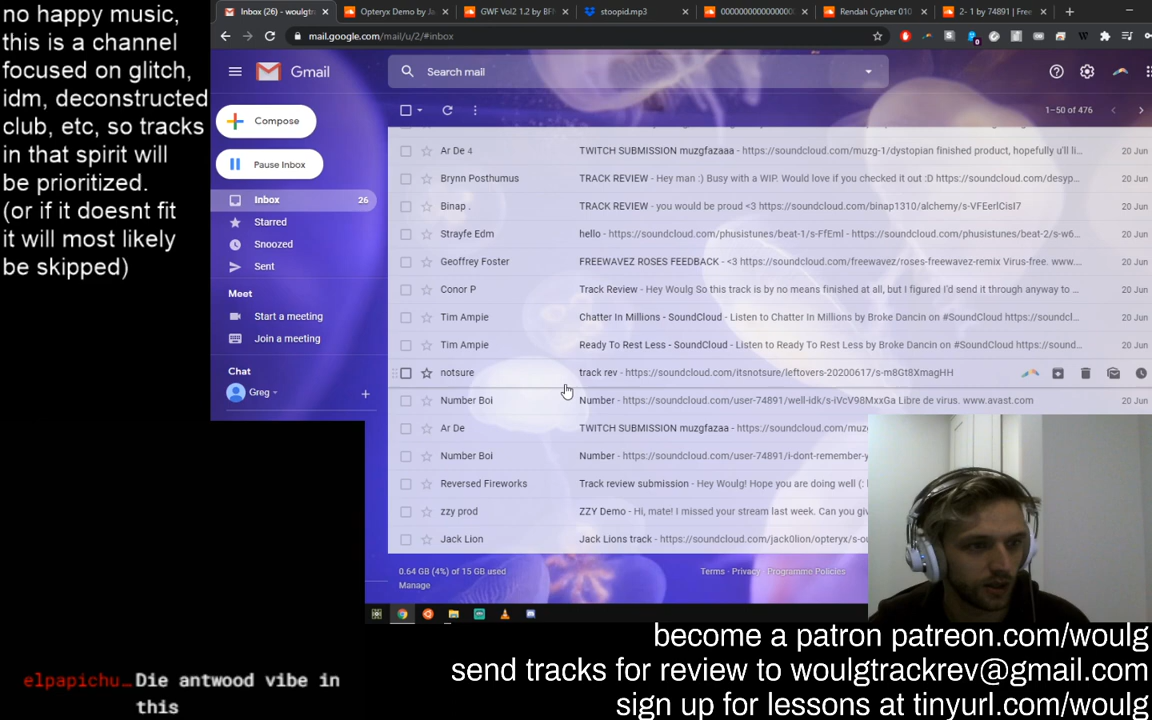 no happy music,
this is a channel
focused on glitch,
idm, deconstructed
club, etc, so tracks
in that spirit will
be prioritized.
(or if it doesnt fit
it will most likely
be skipped)
Inbox (26) - woulgtr
Opteryx Demo by Ja
GWF Vol2 1.2 by BFN
stoopid.mp3
Rendah Cypher 010
2- 1 by 74891 | Free
mail.google.com/mail/u/2/#inbox
Gmail
Search mail
Compose
Pause Inbox
1–50 of 476
Inbox 26
Starred
Snoozed
Sent
Meet
Start a meeting
Join a meeting
Chat
Greg
Ar De 4 TWITCH SUBMISSION muzgfazaaa - https://soundcloud.com/muzg-1/dystopian finished product, hopefully u'll li... 20 Jun
Brynn Posthumus TRACK REVIEW - Hey man :) Busy with a WIP. Would love if you checked it out :D https://soundcloud.com/desyp... 20 Jun
Binap . TRACK REVIEW - you would be proud <3 https://soundcloud.com/binap1310/alchemy/s-VFErlCisI7 20 Jun
Strayfe Edm hello - https://soundcloud.com/phusistunes/beat-1/s-FfEml - https://soundcloud.com/phusistunes/beat-2/s-w6... 20 Jun
Geoffrey Foster FREEWAVEZ ROSES FEEDBACK - <3 https://soundcloud.com/freewavez/roses-freewavez-remix Virus-free. www.... 20 Jun
Conor P Track Review - Hey Woulg So this track is by no means finished at all, but I figured I'd send it through anyway to ... 20 Jun
Tim Ampie Chatter In Millions - SoundCloud - Listen to Chatter In Millions by Broke Dancin on #SoundCloud https://soundcl... 20 Jun
Tim Ampie Ready To Rest Less - SoundCloud - Listen to Ready To Rest Less by Broke Dancin on #SoundCloud https://sound... 20 Jun
notsure track rev - https://soundcloud.com/itsnotsure/leftovers-20200617/s-m8Gt8XmagHH
Number Boi Number - https://soundcloud.com/user-74891/well-idk/s-iVcV98MxxGa Libre de virus. www.avast.com 20 Jun
Ar De TWITCH SUBMISSION muzgfazaa - https://soundcloud.com/muz
Number Boi Number - https://soundcloud.com/user-74891/i-dont-remember-y
Reversed Fireworks Track review submission - Hey Woulg! Hope you are doing well (:
zzy prod ZZY Demo - Hi, mate! I missed your stream last week. Can you giv
Jack Lion Jack Lions track - https://soundcloud.com/jack0lion/opteryx/s-o
0.64 GB (4%) of 15 GB used
Manage
Terms · Privacy · Programme Policies
become a patron patreon.com/woulg
send tracks for review to woulgtrackrev@gmail.com
sign up for lessons at tinyurl.com/woulg
elpapichu… Die antwood vibe in
this